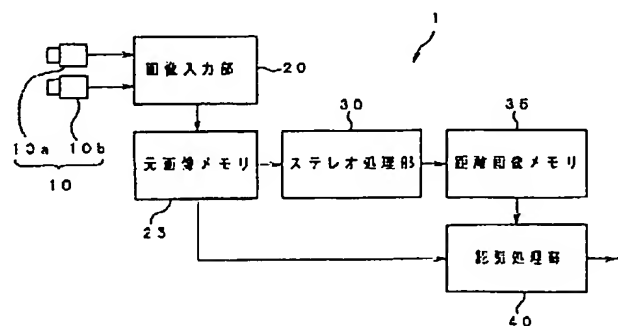 1
画像入力部
20
10a 10b
10
30
35
元画像メモリ
ステレオ処理部
距離画像メモリ
25
認識処理部
40